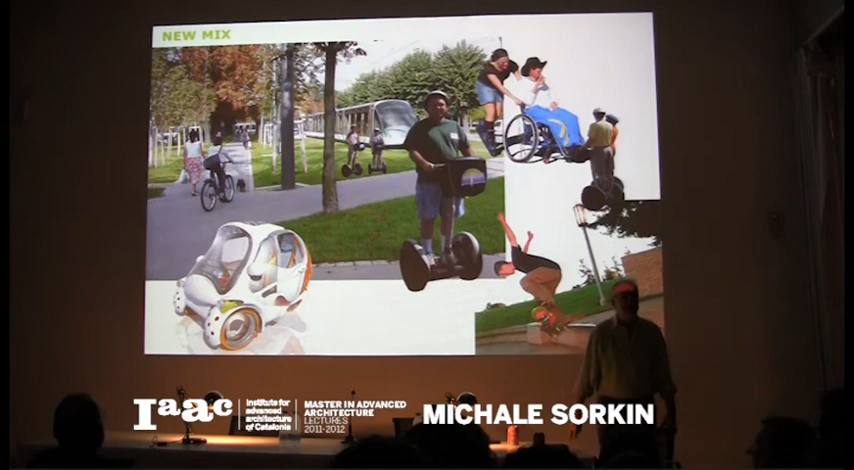 NEW MIX
Iaac
Institute for
advanced
architecture
of Catalonia
MASTER IN ADVANCED
ARCHITECTURE
LECTURES
2011-2012
MICHALE SORKIN